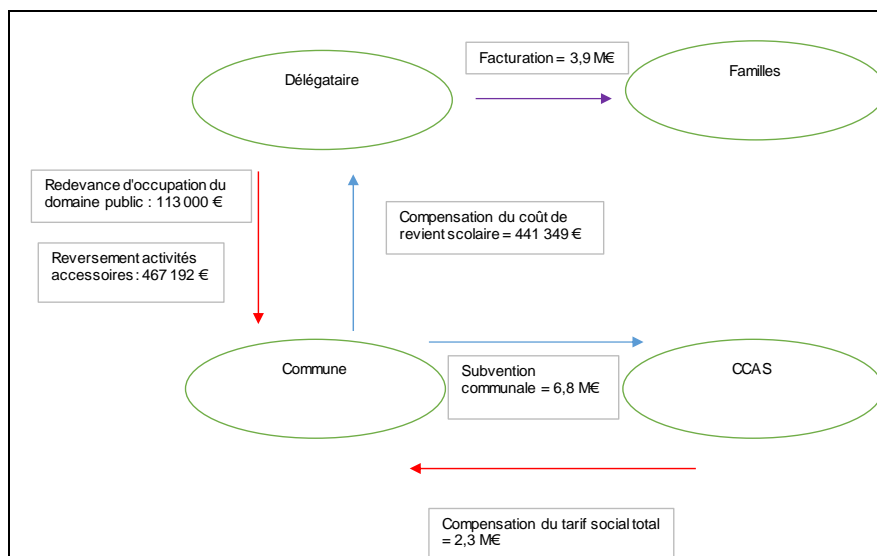 Facturation = 3,9 M€
Familles
Délégataire
Redevance d'occupation du
domaine public : 113 000 €
Reversement activités
accessoires : 467 192 €
Compensation du coût de
revient scolaire = 441 349 €
Commune
Subvention
communale = 6,8 M€
CCAS
Compensation du tarif social total
= 2,3 M€